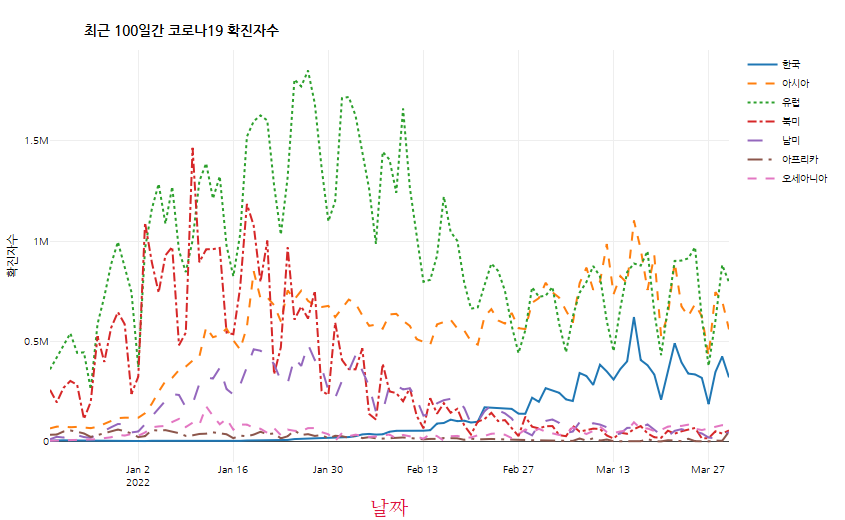 최근 100일간 코로나19 확진자수
한국
아시아
유럽
북미
남미
아프리카
오세아니아
확진자수
1.5M
1M
0.5M
0
Jan 2
2022
Jan 16
Jan 30
Feb 13
Feb 27
Mar 13
Mar 27
날짜